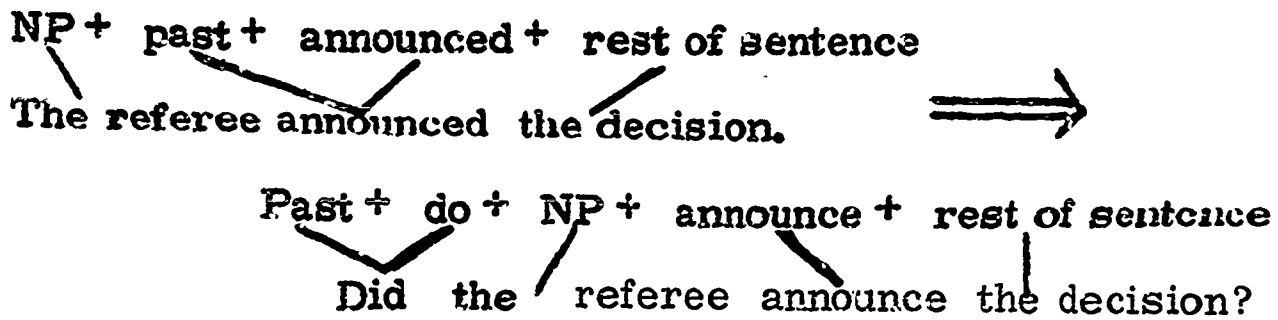 NP + past + announced + rest of sentence
The referee announced the decision.
Past + do + NP + announce + rest of sentence
Did the referee announce the decision?